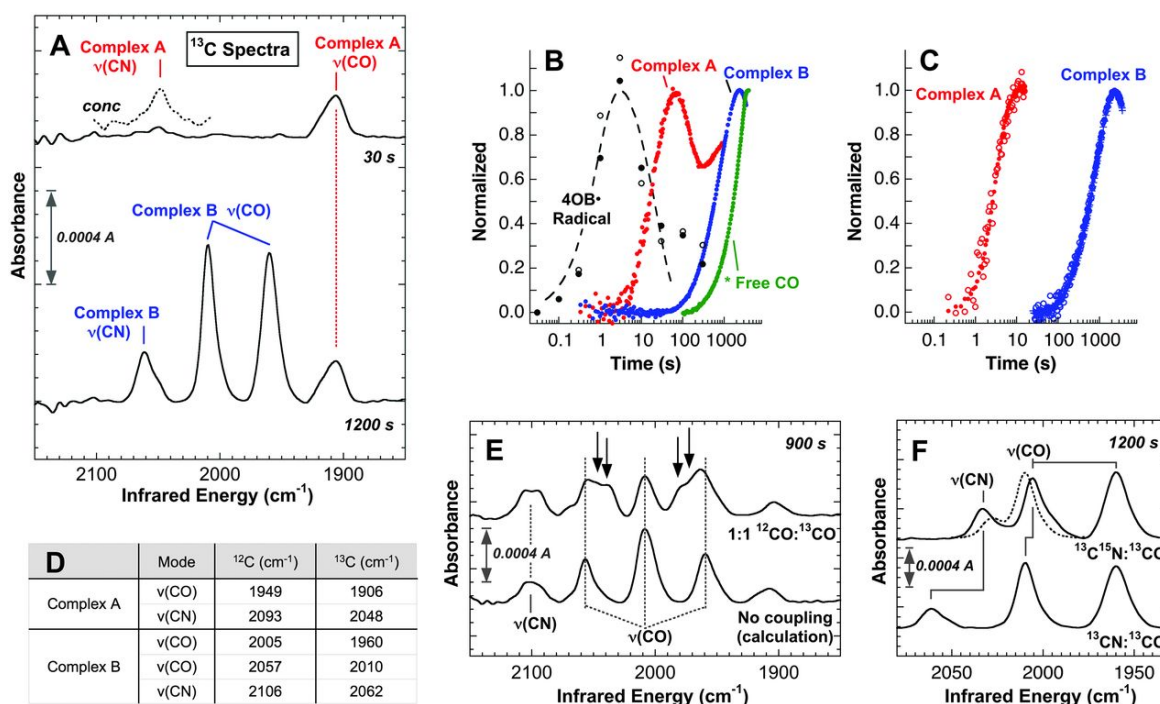 A
¹³C Spectra
Complex A
ν(CN)
Complex A
ν(CO)
conc
30 s
0.0004 A
Complex B ν(CO)
Complex B
ν(CN)
1200 s
Absorbance
2100 2000 1900
Infrared Energy (cm⁻¹)
B
Complex A
Complex B
4OB•
Radical
* Free CO
Normalized
1.0
0.8
0.6
0.4
0.2
0.0
0.1 1 10 100 1000
Time (s)
C
Complex A
Complex B
Normalized
1.0
0.8
0.6
0.4
0.2
0.0
0.1 1 10 100 1000
Time (s)
D Mode ¹²C (cm⁻¹) ¹³C (cm⁻¹)
Complex A ν(CO) 1949 1906
ν(CN) 2093 2048
Complex B ν(CO) 2005 1960
ν(CO) 2057 2010
ν(CN) 2106 2062
E
900 s
1:1 ¹²CO:¹³CO
0.0004 A
ν(CN)
ν(CO)
No coupling
(calculation)
Absorbance
2100 2000 1900
Infrared Energy (cm⁻¹)
F
1200 s
ν(CO)
ν(CN)
¹³C¹⁵N:¹³CO
0.0004 A
¹³CN:¹³CO
Absorbance
2050 2000 1950
Infrared Energy (cm⁻¹)